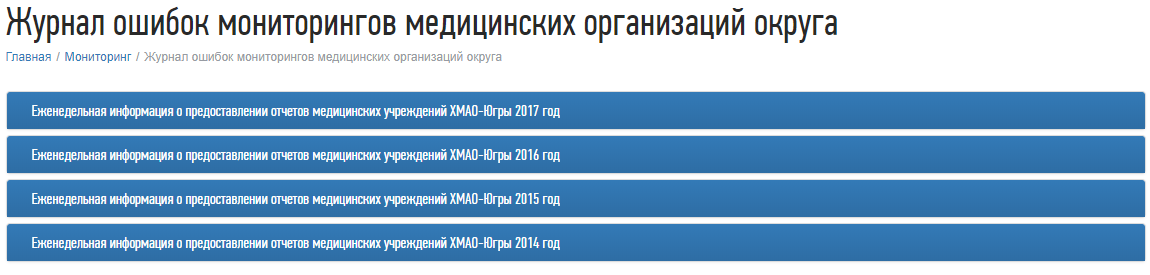 Журнал ошибок мониторингов медицинских организаций округа
Главная / Мониторинг / Журнал ошибок мониторингов медицинских организаций округа
Еженедельная информация о предоставлении отчетов медицинских учреждений ХМАО-Югры 2017 год
Еженедельная информация о предоставлении отчетов медицинских учреждений ХМАО-Югры 2016 год
Еженедельная информация о предоставлении отчетов медицинских учреждений ХМАО-Югры 2015 год
Еженедельная информация о предоставлении отчетов медицинских учреждений ХМАО-Югры 2014 год